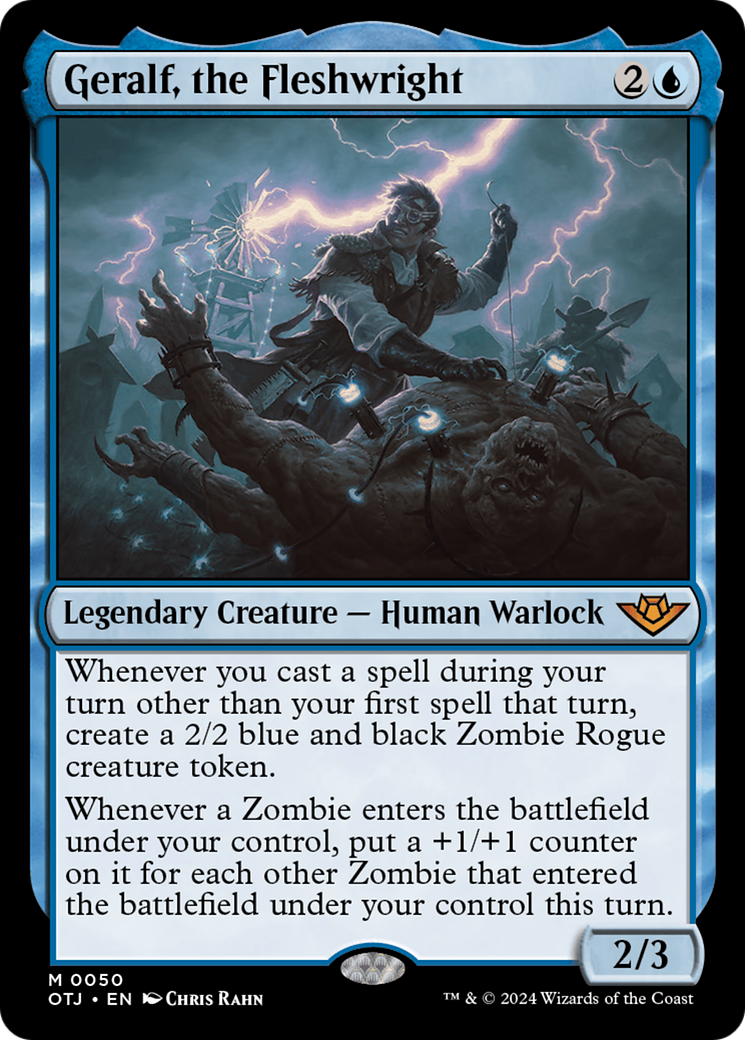 Geralf, the Fleshwright 2
Legendary Creature — Human Warlock
Whenever you cast a spell during your
turn other than your first spell that turn,
create a 2/2 blue and black Zombie Rogue
creature token.
Whenever a Zombie enters the battlefield
under your control, put a +1/+1 counter
on it for each other Zombie that entered
the battlefield under your control this turn.
2/3
M 0050
OTJ • EN Chris Rahn
™ & © 2024 Wizards of the Coast